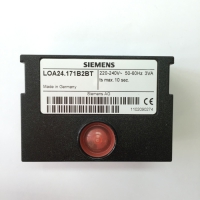 SIEMENS
LOA24.171B2BT
220-240V~ 50-60Hz 3VA
ts max. 10 sec.
Made in Germany
Siemens AG